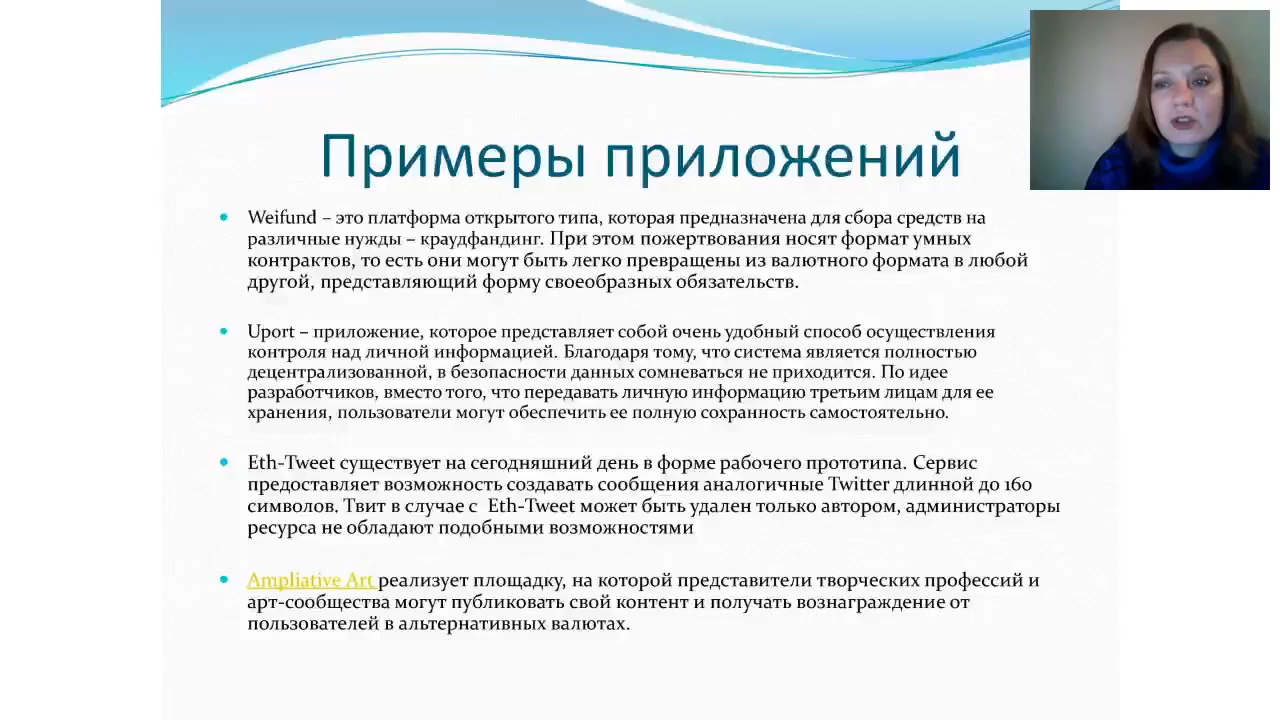 Примеры приложений
Weifund – это платформа открытого типа, которая предназначена для сбора средств на
различные нужды – краудфандинг. При этом пожертвования носят формат умных
контрактов, то есть они могут быть легко превращены из валютного формата в любой
другой, представляющий форму своеобразных обязательств.
Uport – приложение, которое представляет собой очень удобный способ осуществления
контроля над личной информацией. Благодаря тому, что система является полностью
децентрализованной, в безопасности данных сомневаться не приходится. По идее
разработчиков, вместо того, что передавать личную информацию третьим лицам для ее
хранения, пользователи могут обеспечить ее полную сохранность самостоятельно.
Eth-Tweet существует на сегодняшний день в форме рабочего прототипа. Сервис
предоставляет возможность создавать сообщения аналогичные Twitter длинной до 160
символов. Твит в случае с Eth-Tweet может быть удален только автором, администраторы
ресурса не обладают подобными возможностями
Ampliative Art реализует площадку, на которой представители творческих профессий и
арт-сообщества могут публиковать свой контент и получать вознаграждение от
пользователей в альтернативных валютах.